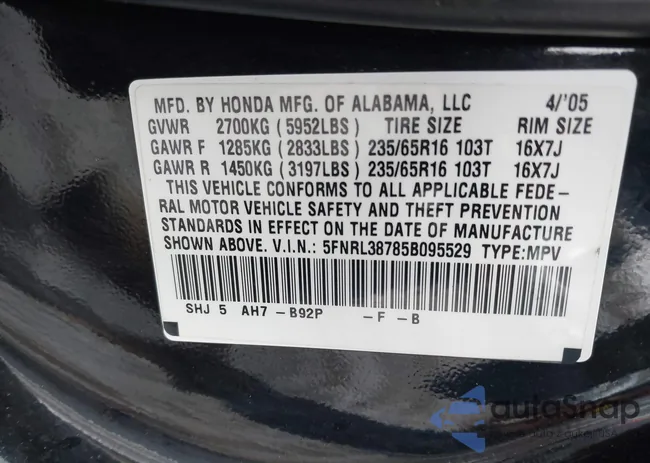 MFD. BY HONDA MFG. OF ALABAMA, LLC 4/'05
GVWR 2700KG (5952LBS) TIRE SIZE RIM SIZE
GAWR F 1285KG (2833LBS) 235/65R16 103T 16X7J
GAWR R 1450KG (3197LBS) 235/65R16 103T 16X7J
THIS VEHICLE CONFORMS TO ALL APPLICABLE FEDE-
RAL MOTOR VEHICLE SAFETY AND THEFT PREVENTION
STANDARDS IN EFFECT ON THE DATE OF MANUFACTURE
SHOWN ABOVE. V.I.N.: 5FNRL38785B095529 TYPE:MPV
SHJ 5 AH7 -B92P -F -B
autoSnap